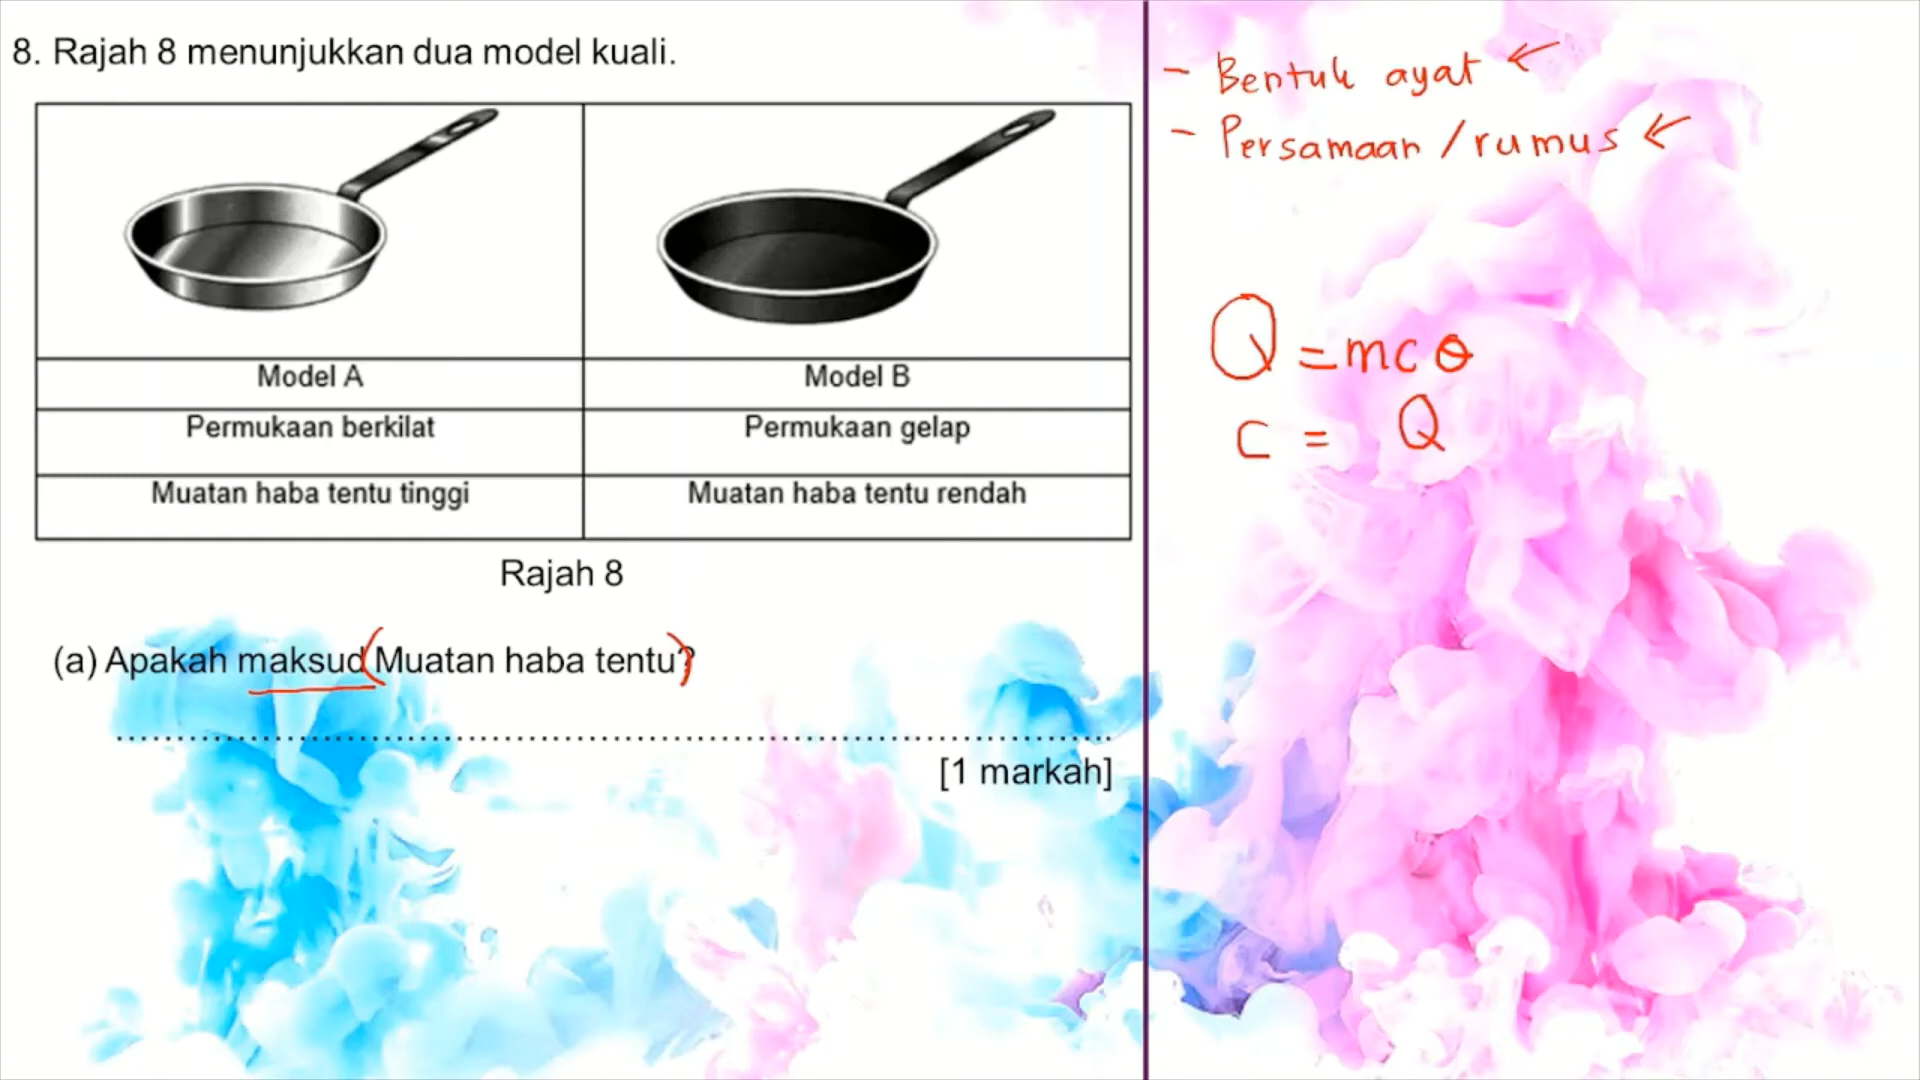 8. Rajah 8 menunjukkan dua model kuali.
Model A
Model B
Permukaan berkilat
Permukaan gelap
Muatan haba tentu tinggi
Muatan haba tentu rendah
Rajah 8
(a) Apakah maksud Muatan haba tentu?
[1 markah]
- Bentuk ayat ←
- Persamaan / rumus ←
Q = mcθ
c = Q